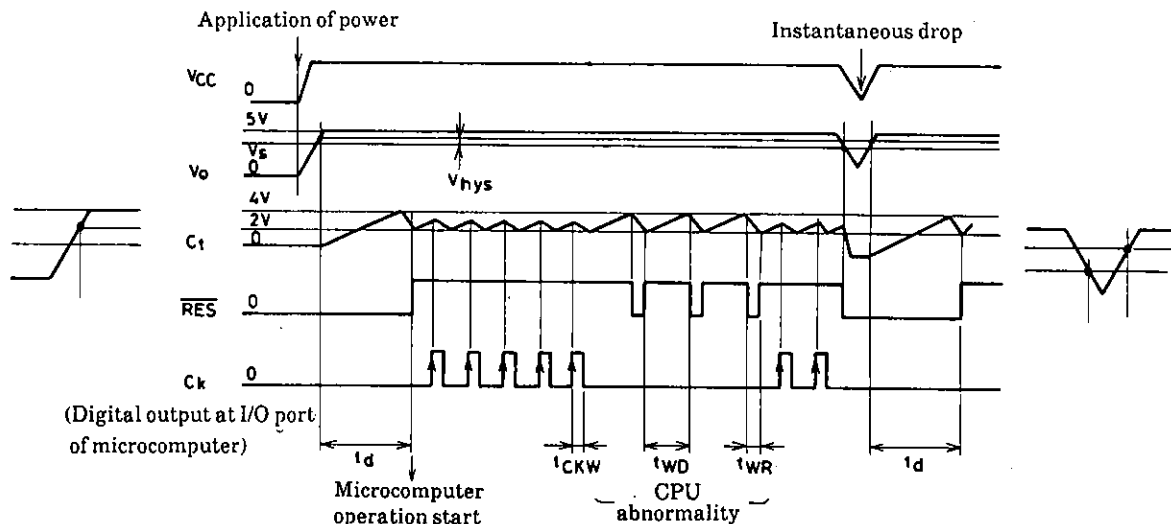 Application of power
Instantaneous drop
VCC
0
5V
Vs
Vo
0
Vhys
4V
2V
Ct
0
RES
0
Ck
0
(Digital output at I/O port
of microcomputer)
td
tCKW
tWD
tWR
td
Microcomputer
operation start
CPU
abnormality